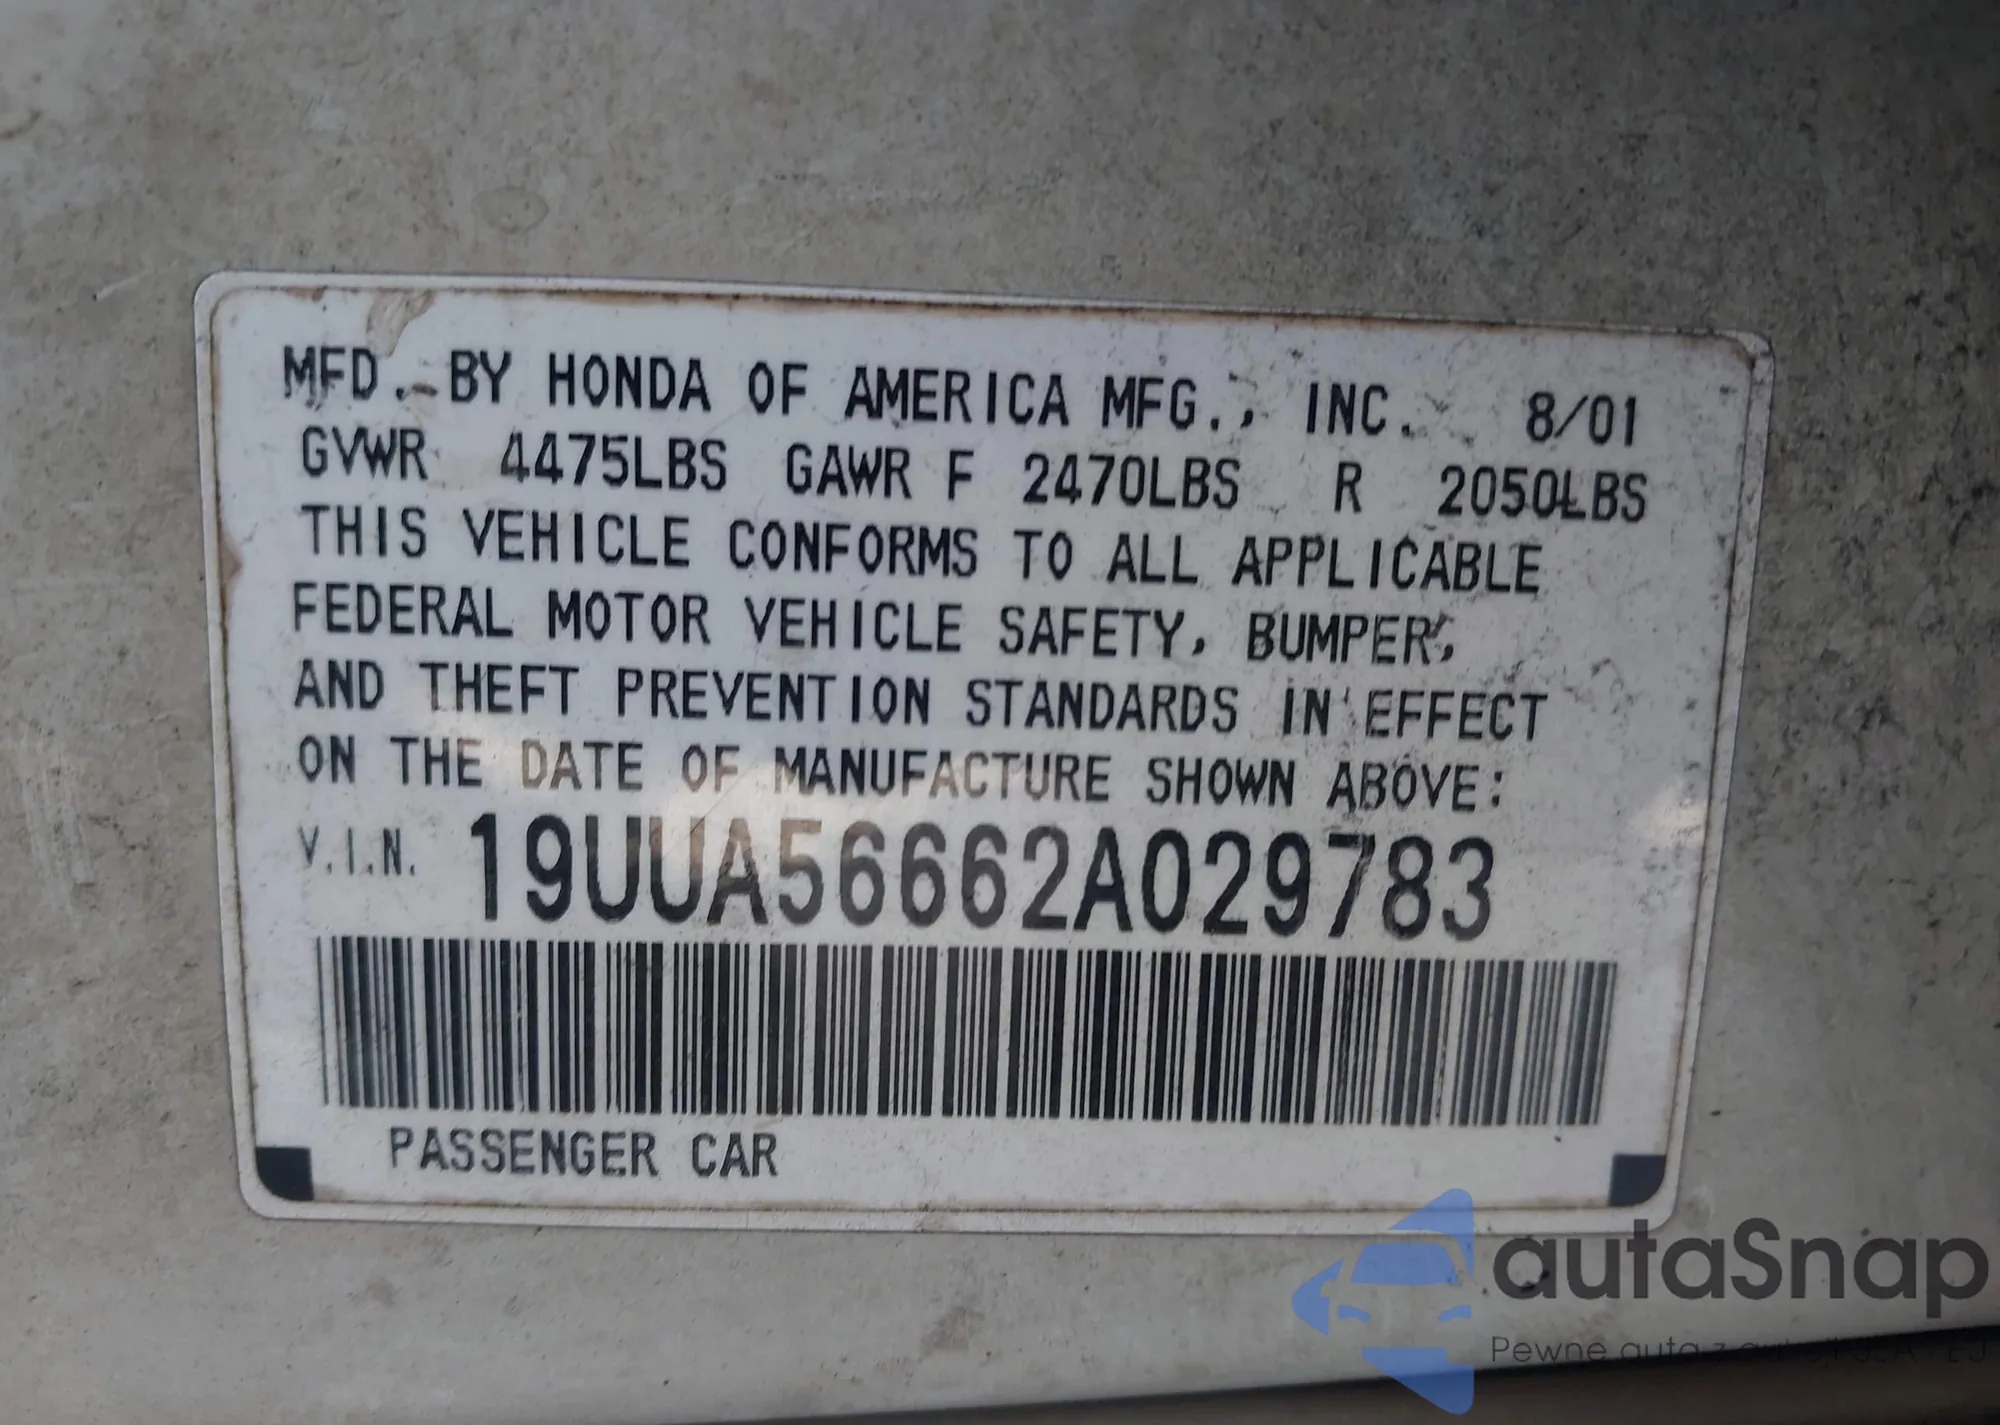 MFD. BY HONDA OF AMERICA MFG., INC. 8/01
GVWR 4475LBS GAWR F 2470LBS R 2050LBS
THIS VEHICLE CONFORMS TO ALL APPLICABLE
FEDERAL MOTOR VEHICLE SAFETY, BUMPER,
AND THEFT PREVENTION STANDARDS IN EFFECT
ON THE DATE OF MANUFACTURE SHOWN ABOVE:
V.I.N. 19UUA56662A029783
PASSENGER CAR
autaSnap
Pewne auta z